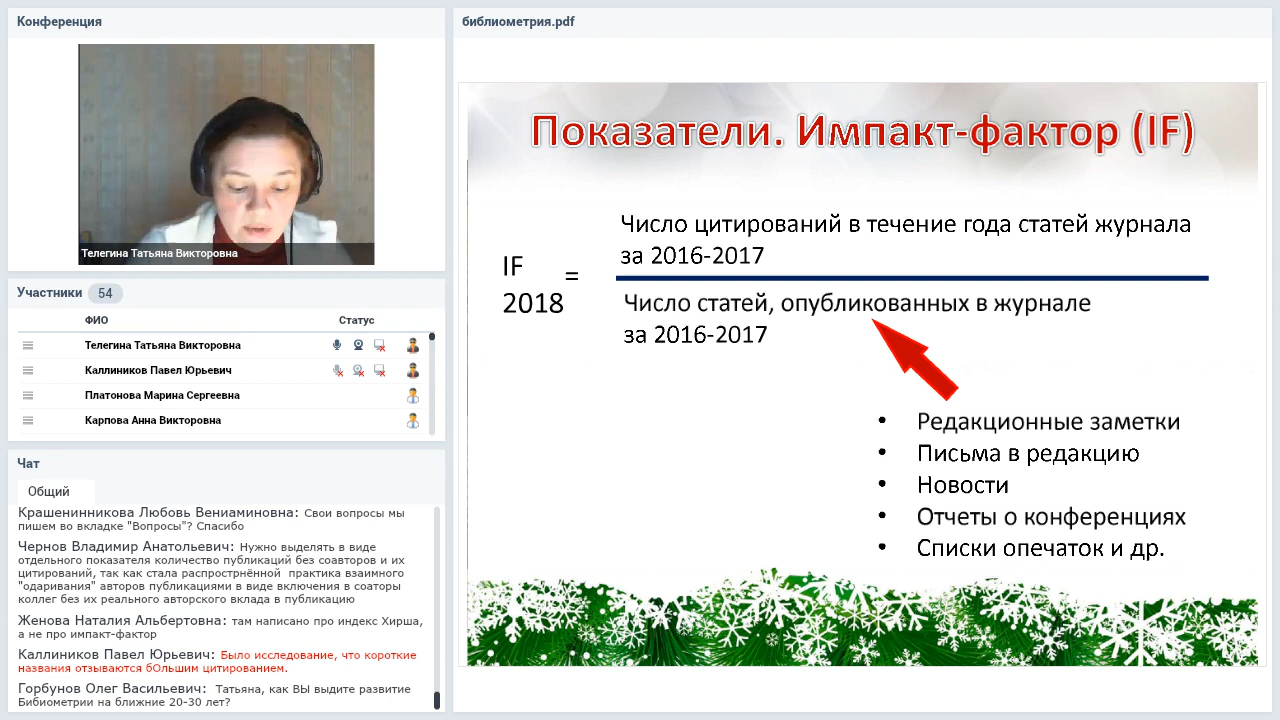 Конференция
Телегина Татьяна Викторовна
Участники 54
ФИО Статус
Телегина Татьяна Викторовна
Каллиников Павел Юрьевич
Платонова Марина Сергеевна
Карпова Анна Викторовна
Чат
Общий
Крашенинникова Любовь Вениаминовна: Свои вопросы мы
пишем во вкладке "Вопросы"? Спасибо
Чернов Владимир Анатольевич: Нужно выделять в виде
отдельного показателя количество публикаций без соавторов и их
цитирований, так как стала распрострнённой практика взаимного
"одаривания" авторов публикациями в виде включения в соаторы
коллег без их реального авторского вклада в публикацию
Женова Наталия Альбертовна: там написано про индекс Хирша,
а не про импакт-фактор
Каллиников Павел Юрьевич: Было исследование, что короткие
названия отзываются бОльшим цитированием.
Горбунов Олег Васильевич: Татьяна, как ВЫ выдите развитие
Бибиометрии на ближние 20-30 лет?
библиометрия.pdf
Показатели. Импакт-фактор (IF)
Число цитирований в течение года статей журнала
за 2016-2017
IF =
2018
Число статей, опубликованных в журнале
за 2016-2017
• Редакционные заметки
• Письма в редакцию
• Новости
• Отчеты о конференциях
• Списки опечаток и др.